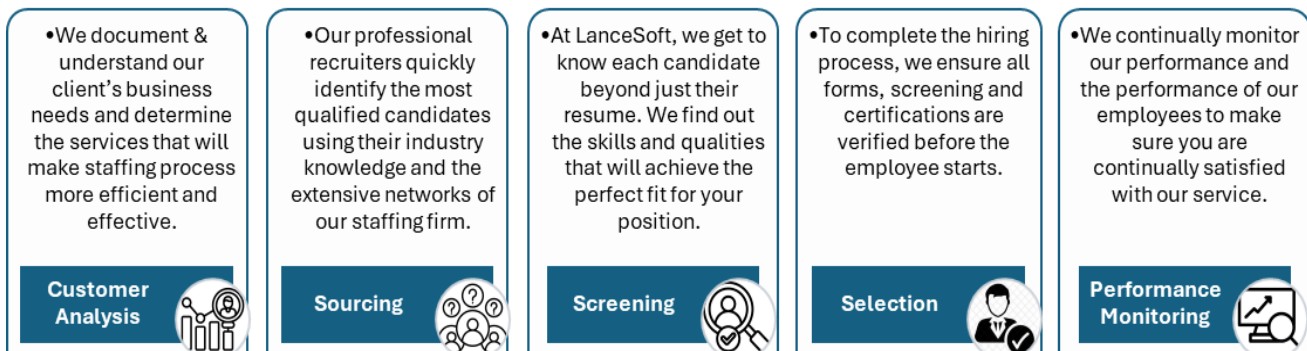 •We document &
understand our
client’s business
needs and determine
the services that will
make staffing process
more efficient and
effective.
Customer
Analysis
•Our professional
recruiters quickly
identify the most
qualified candidates
using their industry
knowledge and the
extensive networks of
our staffing firm.
Sourcing
•At LanceSoft, we get to
know each candidate
beyond just their
resume. We find out
the skills and qualities
that will achieve the
perfect fit for your
position.
Screening
•To complete the hiring
process, we ensure all
forms, screening and
certifications are
verified before the
employee starts.
Selection
•We continually monitor
our performance and
the performance of our
employees to make
sure you are
continually satisfied
with our service.
Performance
Monitoring